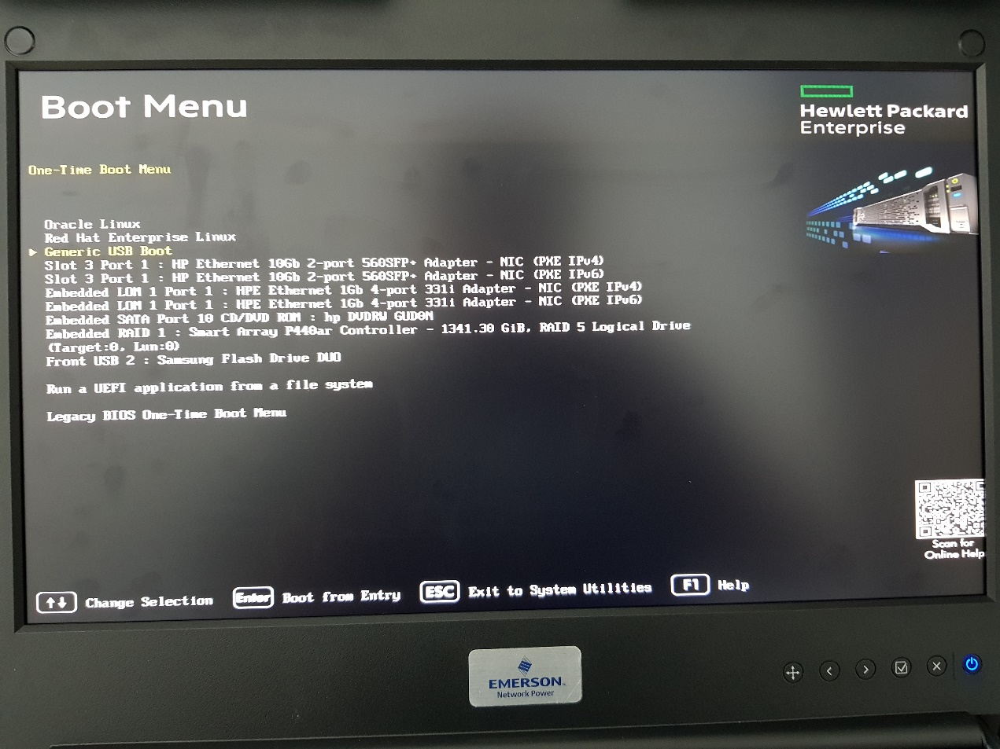 Boot Menu
Hewlett Packard
Enterprise
One-Time Boot Menu
Oracle Linux
Red Hat Enterprise Linux
Generic USB Boot
Slot 3 Port 1 : HP Ethernet 10Gb 2-port 560SFP+ Adapter - NIC (PXE IPv4)
Slot 3 Port 1 : HP Ethernet 10Gb 2-port 560SFP+ Adapter - NIC (PXE IPv6)
Embedded LOM 1 Port 1 : HPE Ethernet 1Gb 4-port 331i Adapter - NIC (PXE IPv4)
Embedded LOM 1 Port 1 : HPE Ethernet 1Gb 4-port 331i Adapter - NIC (PXE IPv6)
Embedded SATA Port 10 CD/DVD ROM : hp DVDRW GUD0N
Embedded RAID 1 : Smart Array P440ar Controller - 1341.30 GiB, RAID 5 Logical Drive
(Target:0, Lun:0)
Front USB 2 : Samsung Flash Drive DUO
Run a UEFI application from a file system
Legacy BIOS One-Time Boot Menu
Scan for
Online Help
↑↓ Change Selection Enter Boot from Entry ESC Exit to System Utilities F1 Help
EMERSON
Network Power